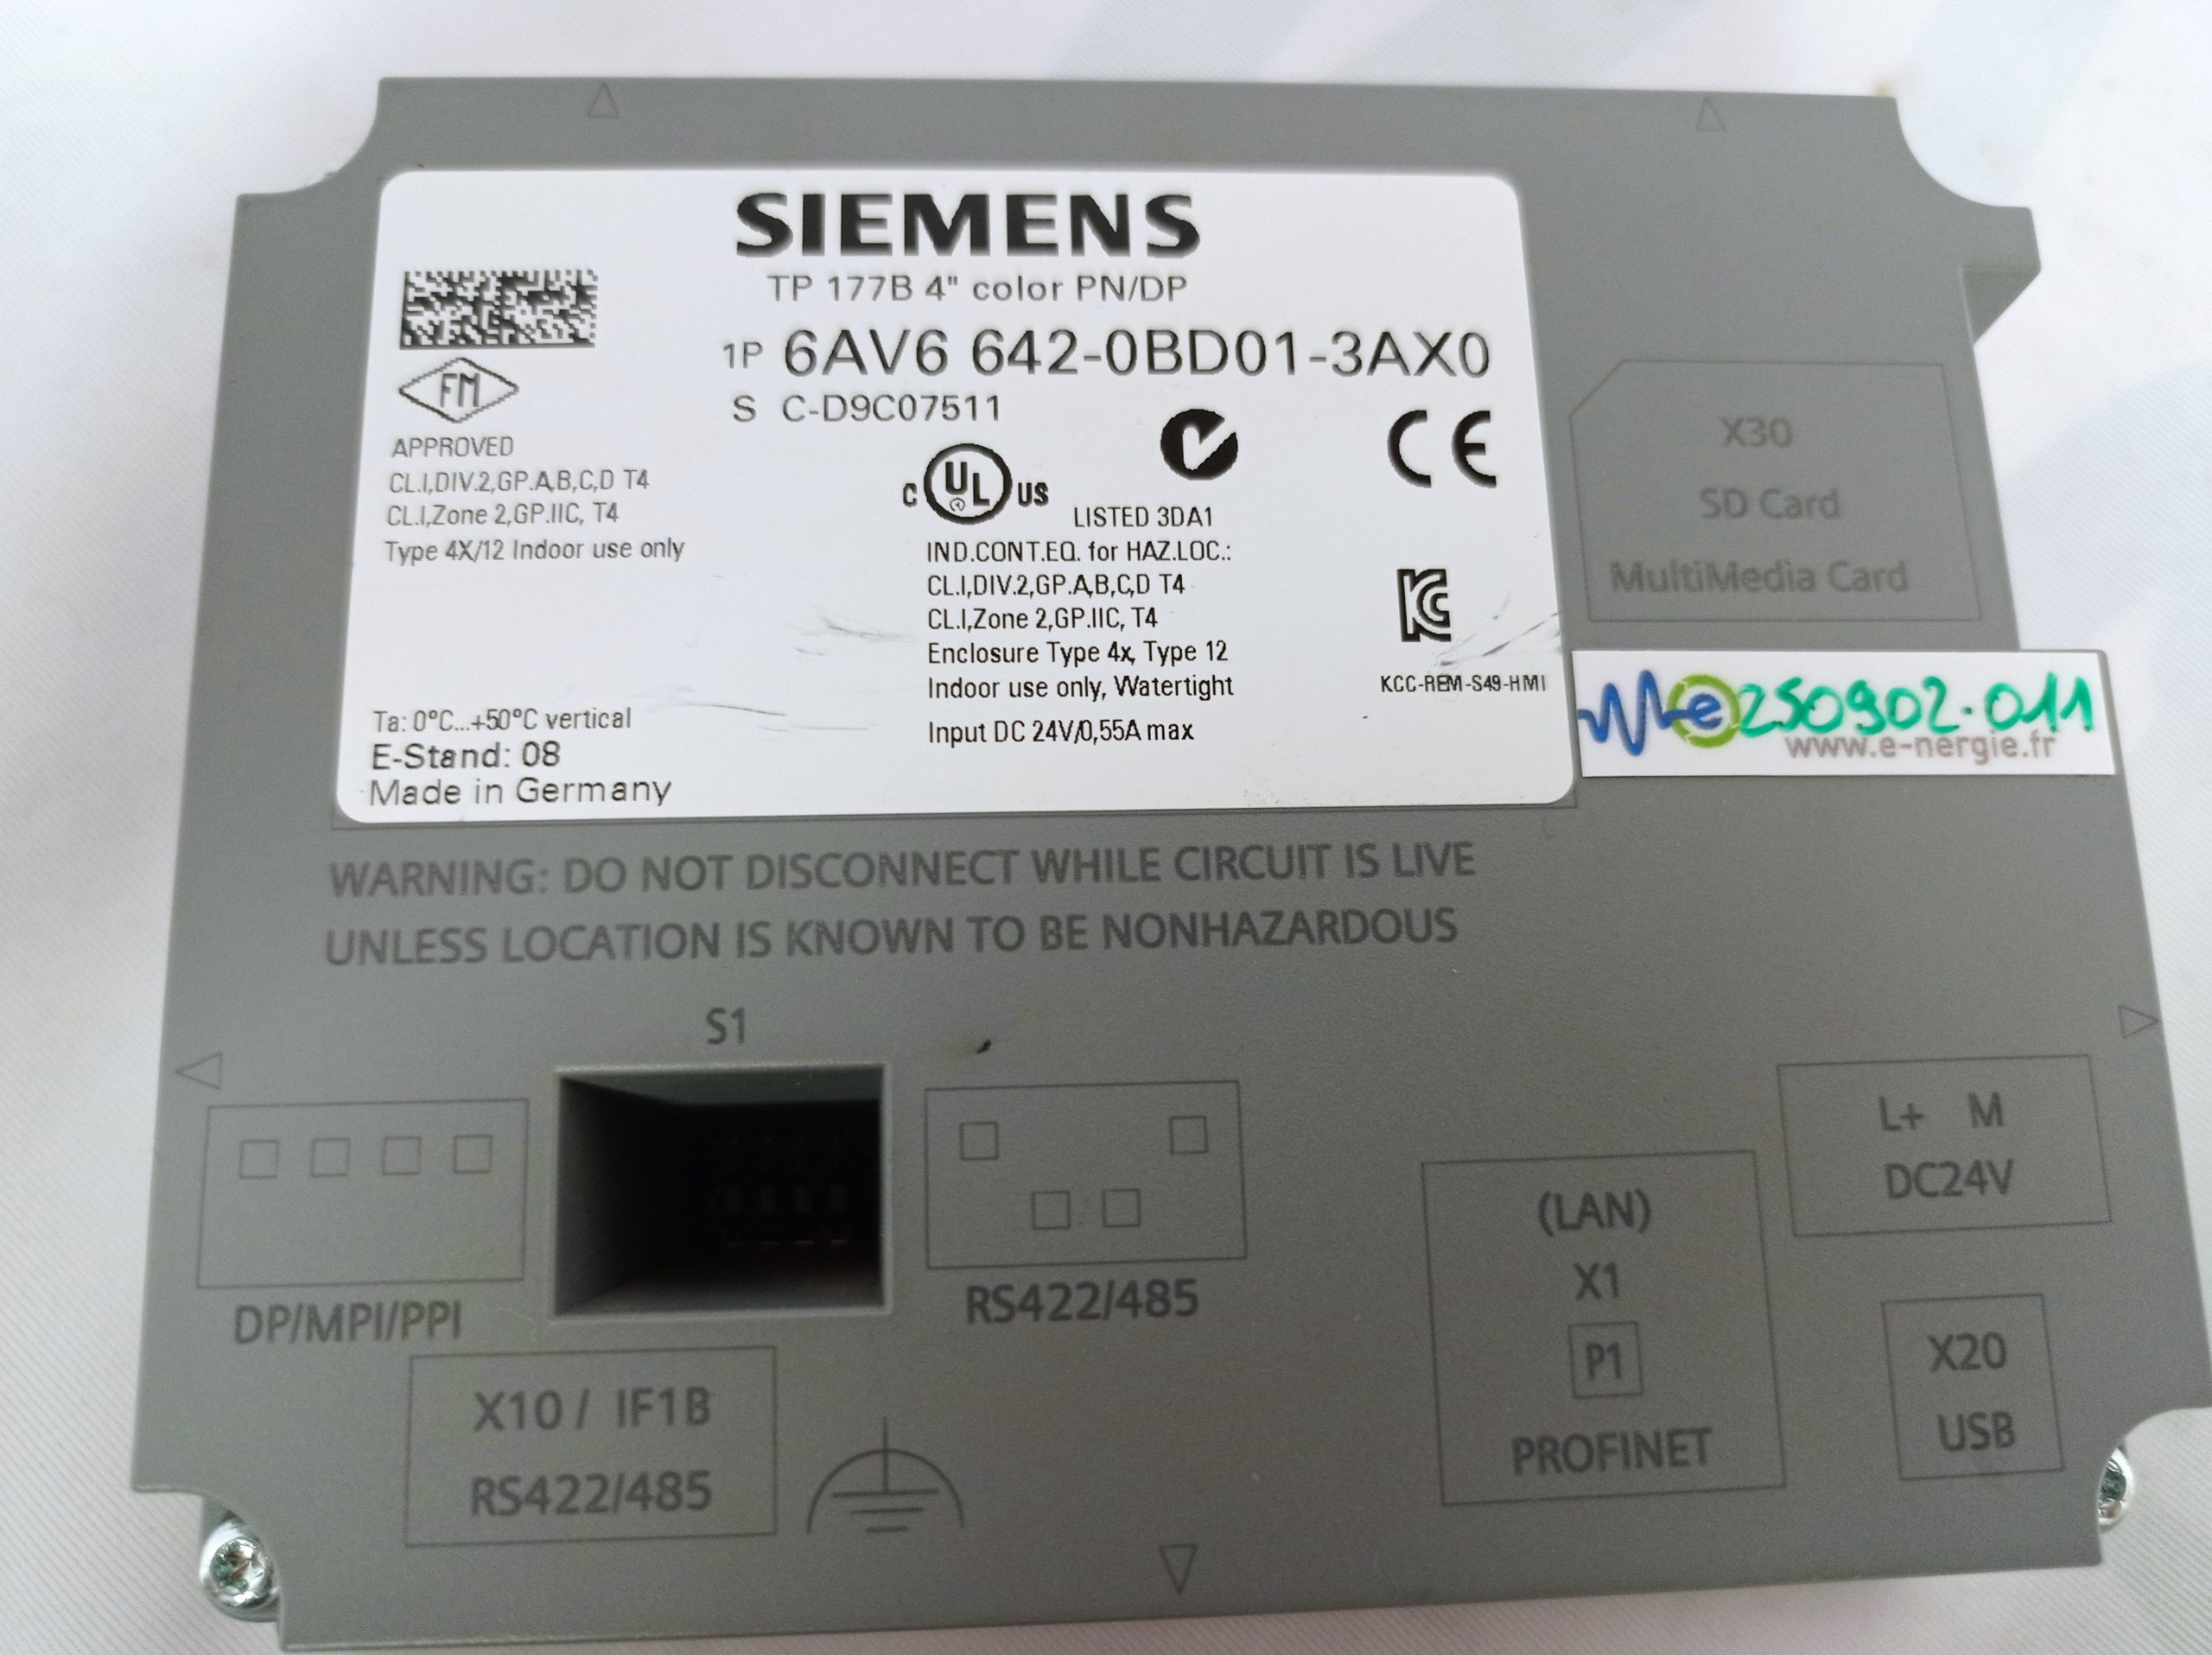 SIEMENS
TP 177B 4" color PN/DP
1P 6AV6 642-0BD01-3AX0
S C-D9C07511
FM
APPROVED
CL.I,DIV.2,GP.A,B,C,D T4
CL.I,Zone 2,GP.IIC, T4
Type 4X/12 Indoor use only
C UL US
LISTED 3DA1
CE
IND.CONT.EQ. for HAZ.LOC.:
CL.I,DIV.2,GP.A,B,C,D T4
CL.I,Zone 2,GP.IIC, T4
Enclosure Type 4x, Type 12
Indoor use only, Watertight
Input DC 24V/0,55A max
KC
KCC-REM-S49-HMI
Ta: 0°C...+50°C vertical
E-Stand: 08
Made in Germany
X30
SD Card
MultiMedia Card
e 250902.011
www.e-nergie.fr
WARNING: DO NOT DISCONNECT WHILE CIRCUIT IS LIVE
UNLESS LOCATION IS KNOWN TO BE NONHAZARDOUS
S1
DP/MPI/PPI
RS422/485
X10 / IF1B
RS422/485
(LAN)
X1
P1
PROFINET
L+ M
DC24V
X20
USB